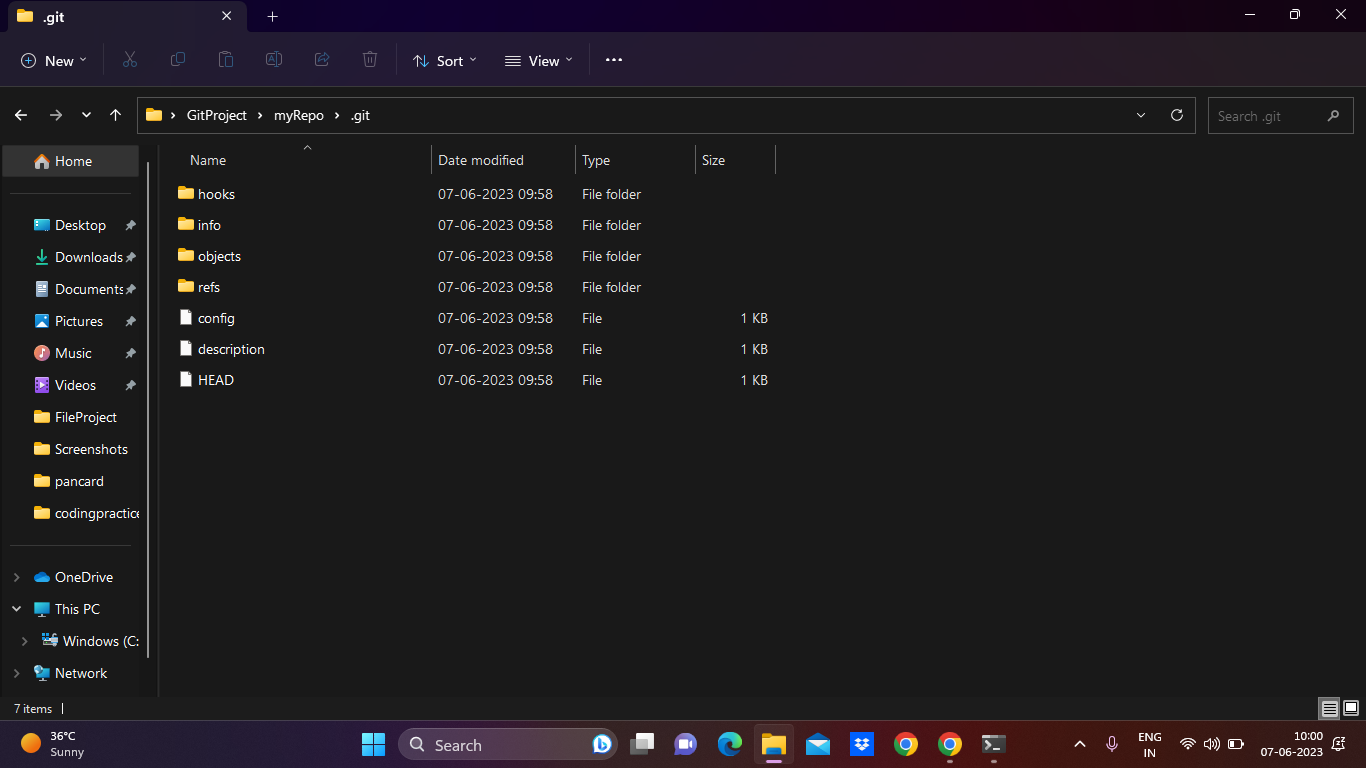 .git
New
Sort
View
GitProject > myRepo > .git
Search .git
Name Date modified Type Size
hooks 07-06-2023 09:58 File folder
info 07-06-2023 09:58 File folder
objects 07-06-2023 09:58 File folder
refs 07-06-2023 09:58 File folder
config 07-06-2023 09:58 File 1 KB
description 07-06-2023 09:58 File 1 KB
HEAD 07-06-2023 09:58 File 1 KB
Home
Desktop
Downloads
Documents
Pictures
Music
Videos
FileProject
Screenshots
pancard
codingpractice
OneDrive
This PC
Windows (C:
Network
7 items
36°C
Sunny
Search
ENG
IN
10:00
07-06-2023